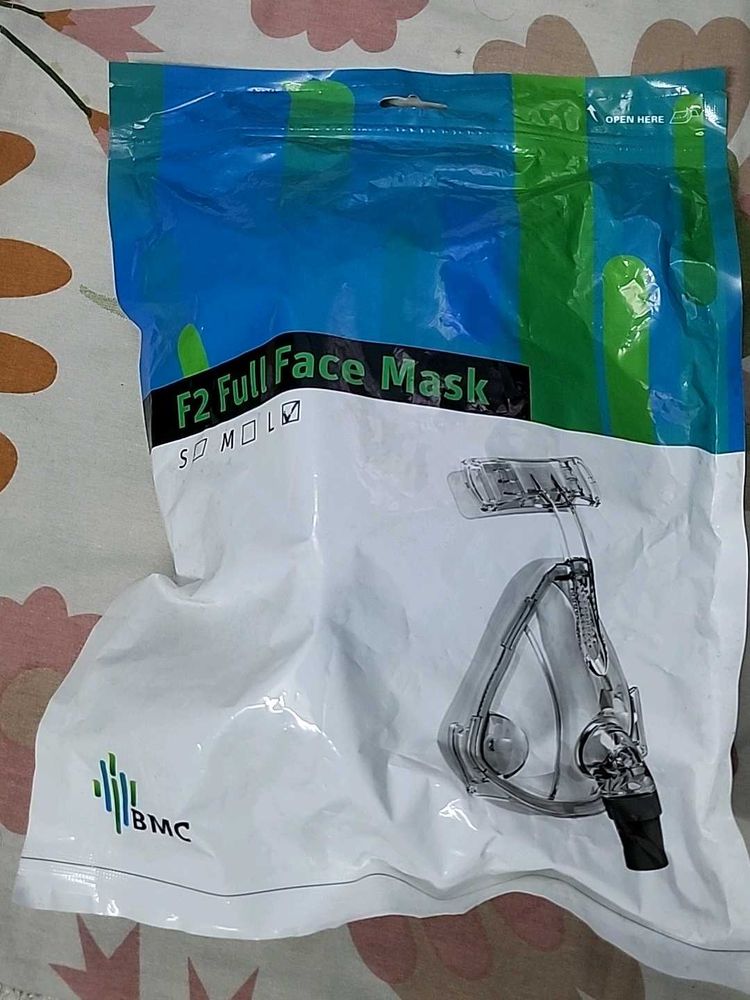 OPEN HERE
F2 Full Face Mask
S☐ M☐ L☑
BMC